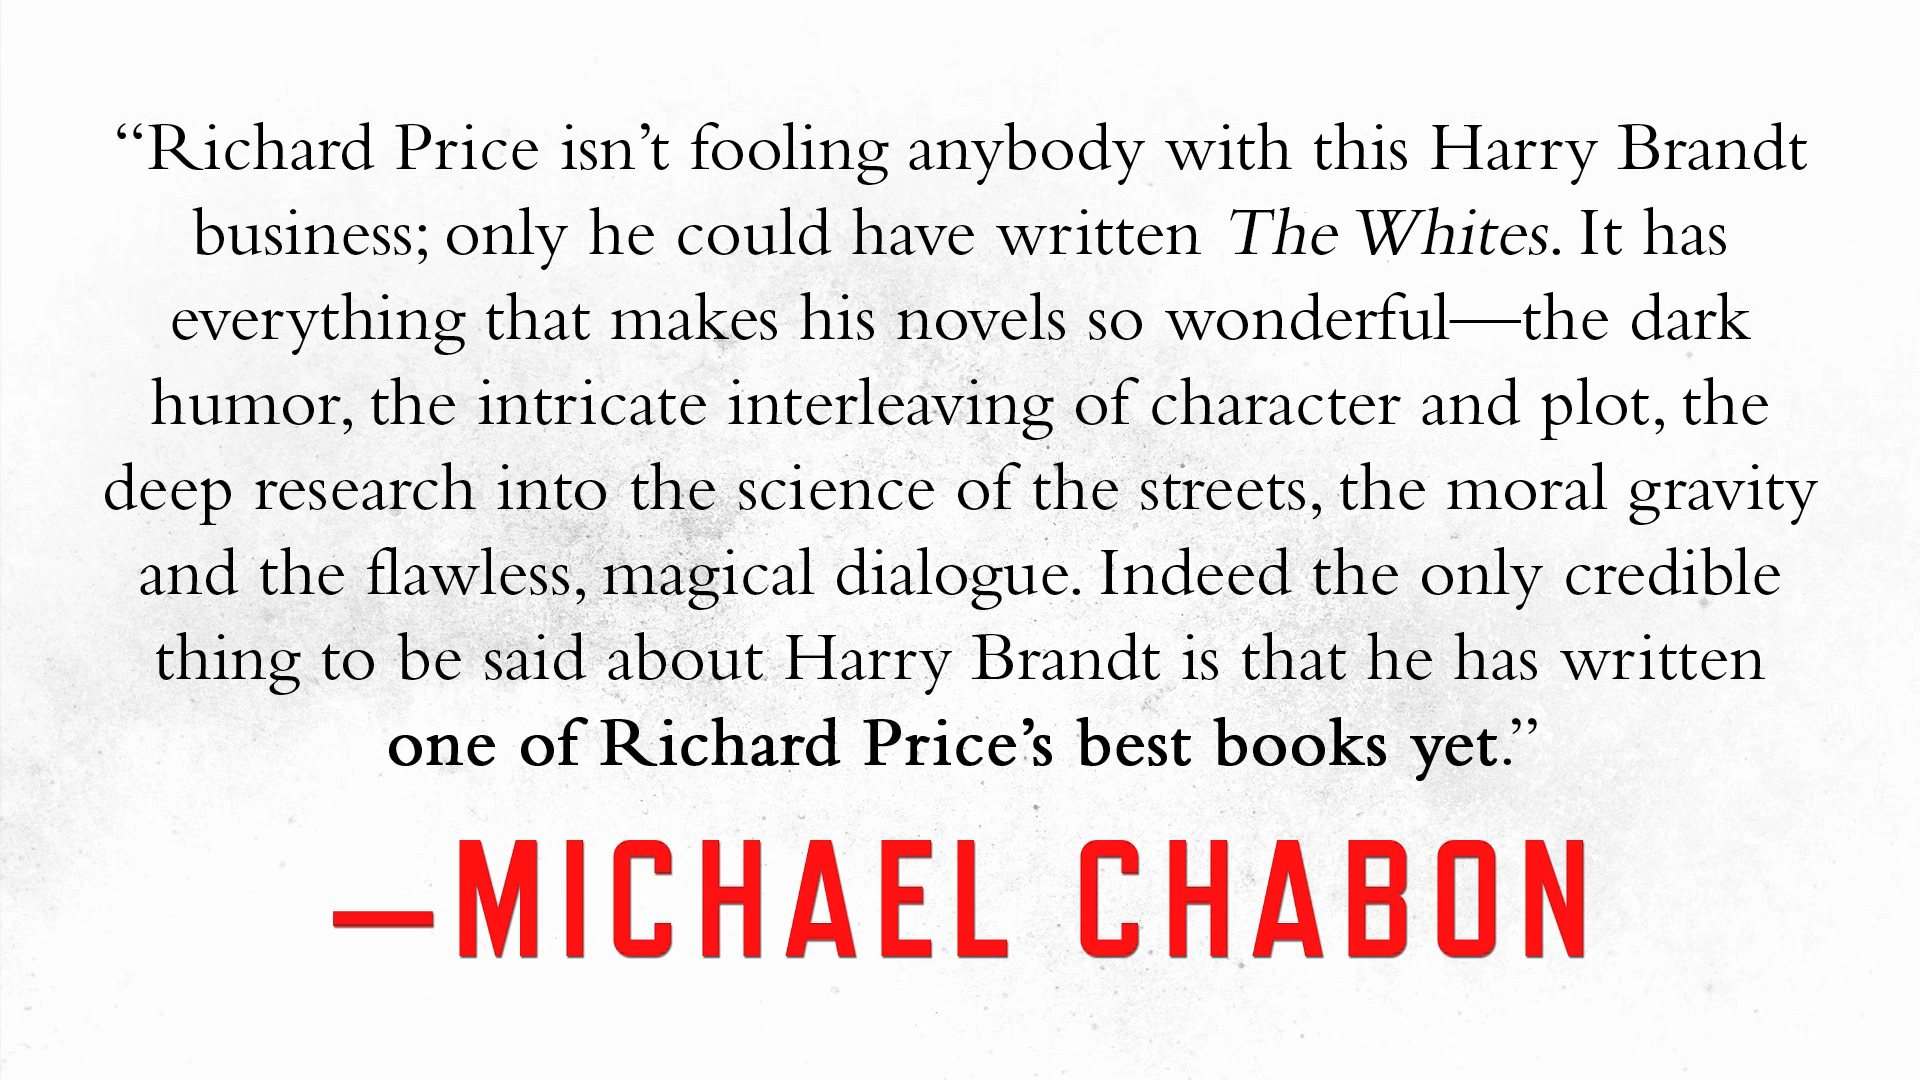 “Richard Price isn’t fooling anybody with this Harry Brandt
business; only he could have written The Whites. It has
everything that makes his novels so wonderful—the dark
humor, the intricate interleaving of character and plot, the
deep research into the science of the streets, the moral gravity
and the flawless, magical dialogue. Indeed the only credible
thing to be said about Harry Brandt is that he has written
one of Richard Price’s best books yet.”
—MICHAEL CHABON